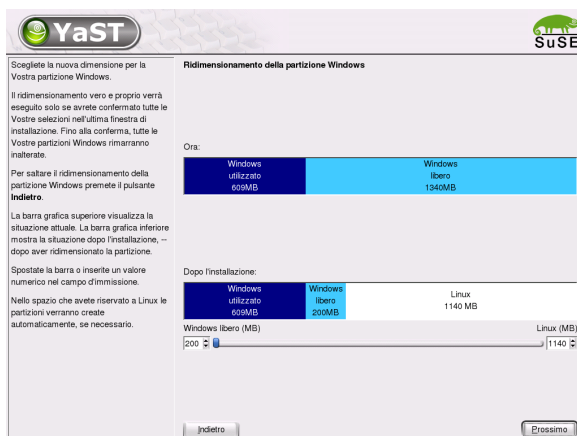 YaST
SuSE
Scegliete la nuova dimensione per la
Vostra partizione Windows.
Il ridimensionamento vero e proprio verrà
eseguito solo se avrete confermato tutte le
Vostre selezioni nell'ultima finestra di
installazione. Fino alla conferma, tutte le
Vostre partizioni Windows rimarranno
inalterate.
Per saltare il ridimensionamento della
partizione Windows premete il pulsante
Indietro.
La barra grafica superiore visualizza la
situazione attuale. La barra grafica inferiore
mostra la situazione dopo l'installazione, --
dopo aver ridimensionato la partizione.
Spostate la barra o inserite un valore
numerico nel campo d'immissione.
Nello spazio che avete riservato a Linux le
partizioni verranno create
automaticamente, se necessario.
Ridimensionamento della partizione Windows
Ora:
Windows
utilizzato
609MB
Windows
libero
1340MB
Dopo l'installazione:
Windows
utilizzato
609MB
Windows
libero
200MB
Linux
1140 MB
Windows libero (MB)
Linux (MB)
200
1140
Indietro
Prossimo